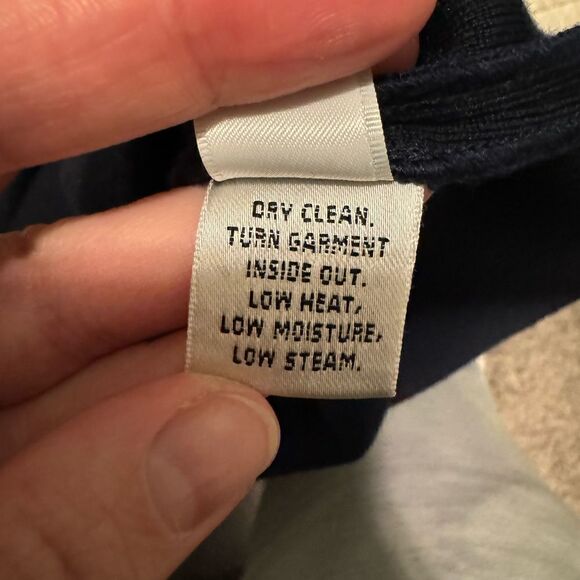 DRY CLEAN.
TURN GARMENT
INSIDE OUT.
LOW HEAT,
LOW MOISTURE,
LOW STEAM.